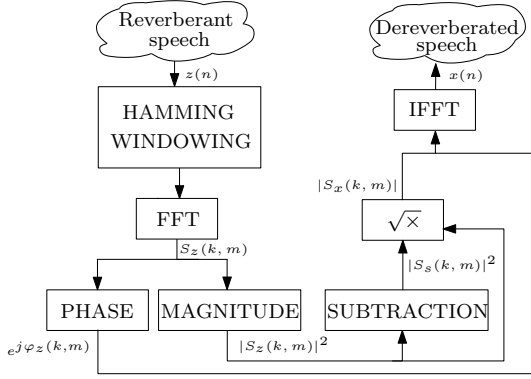 Reverberant
speech
z(n)
HAMMING
WINDOWING
FFT
S_z(k, m)
PHASE
MAGNITUDE
e^{jφ_z(k,m)}
|S_z(k, m)|^2
Dereverberated
speech
x(n)
IFFT
|S_x(k, m)|
√×
|S_s(k, m)|^2
SUBTRACTION